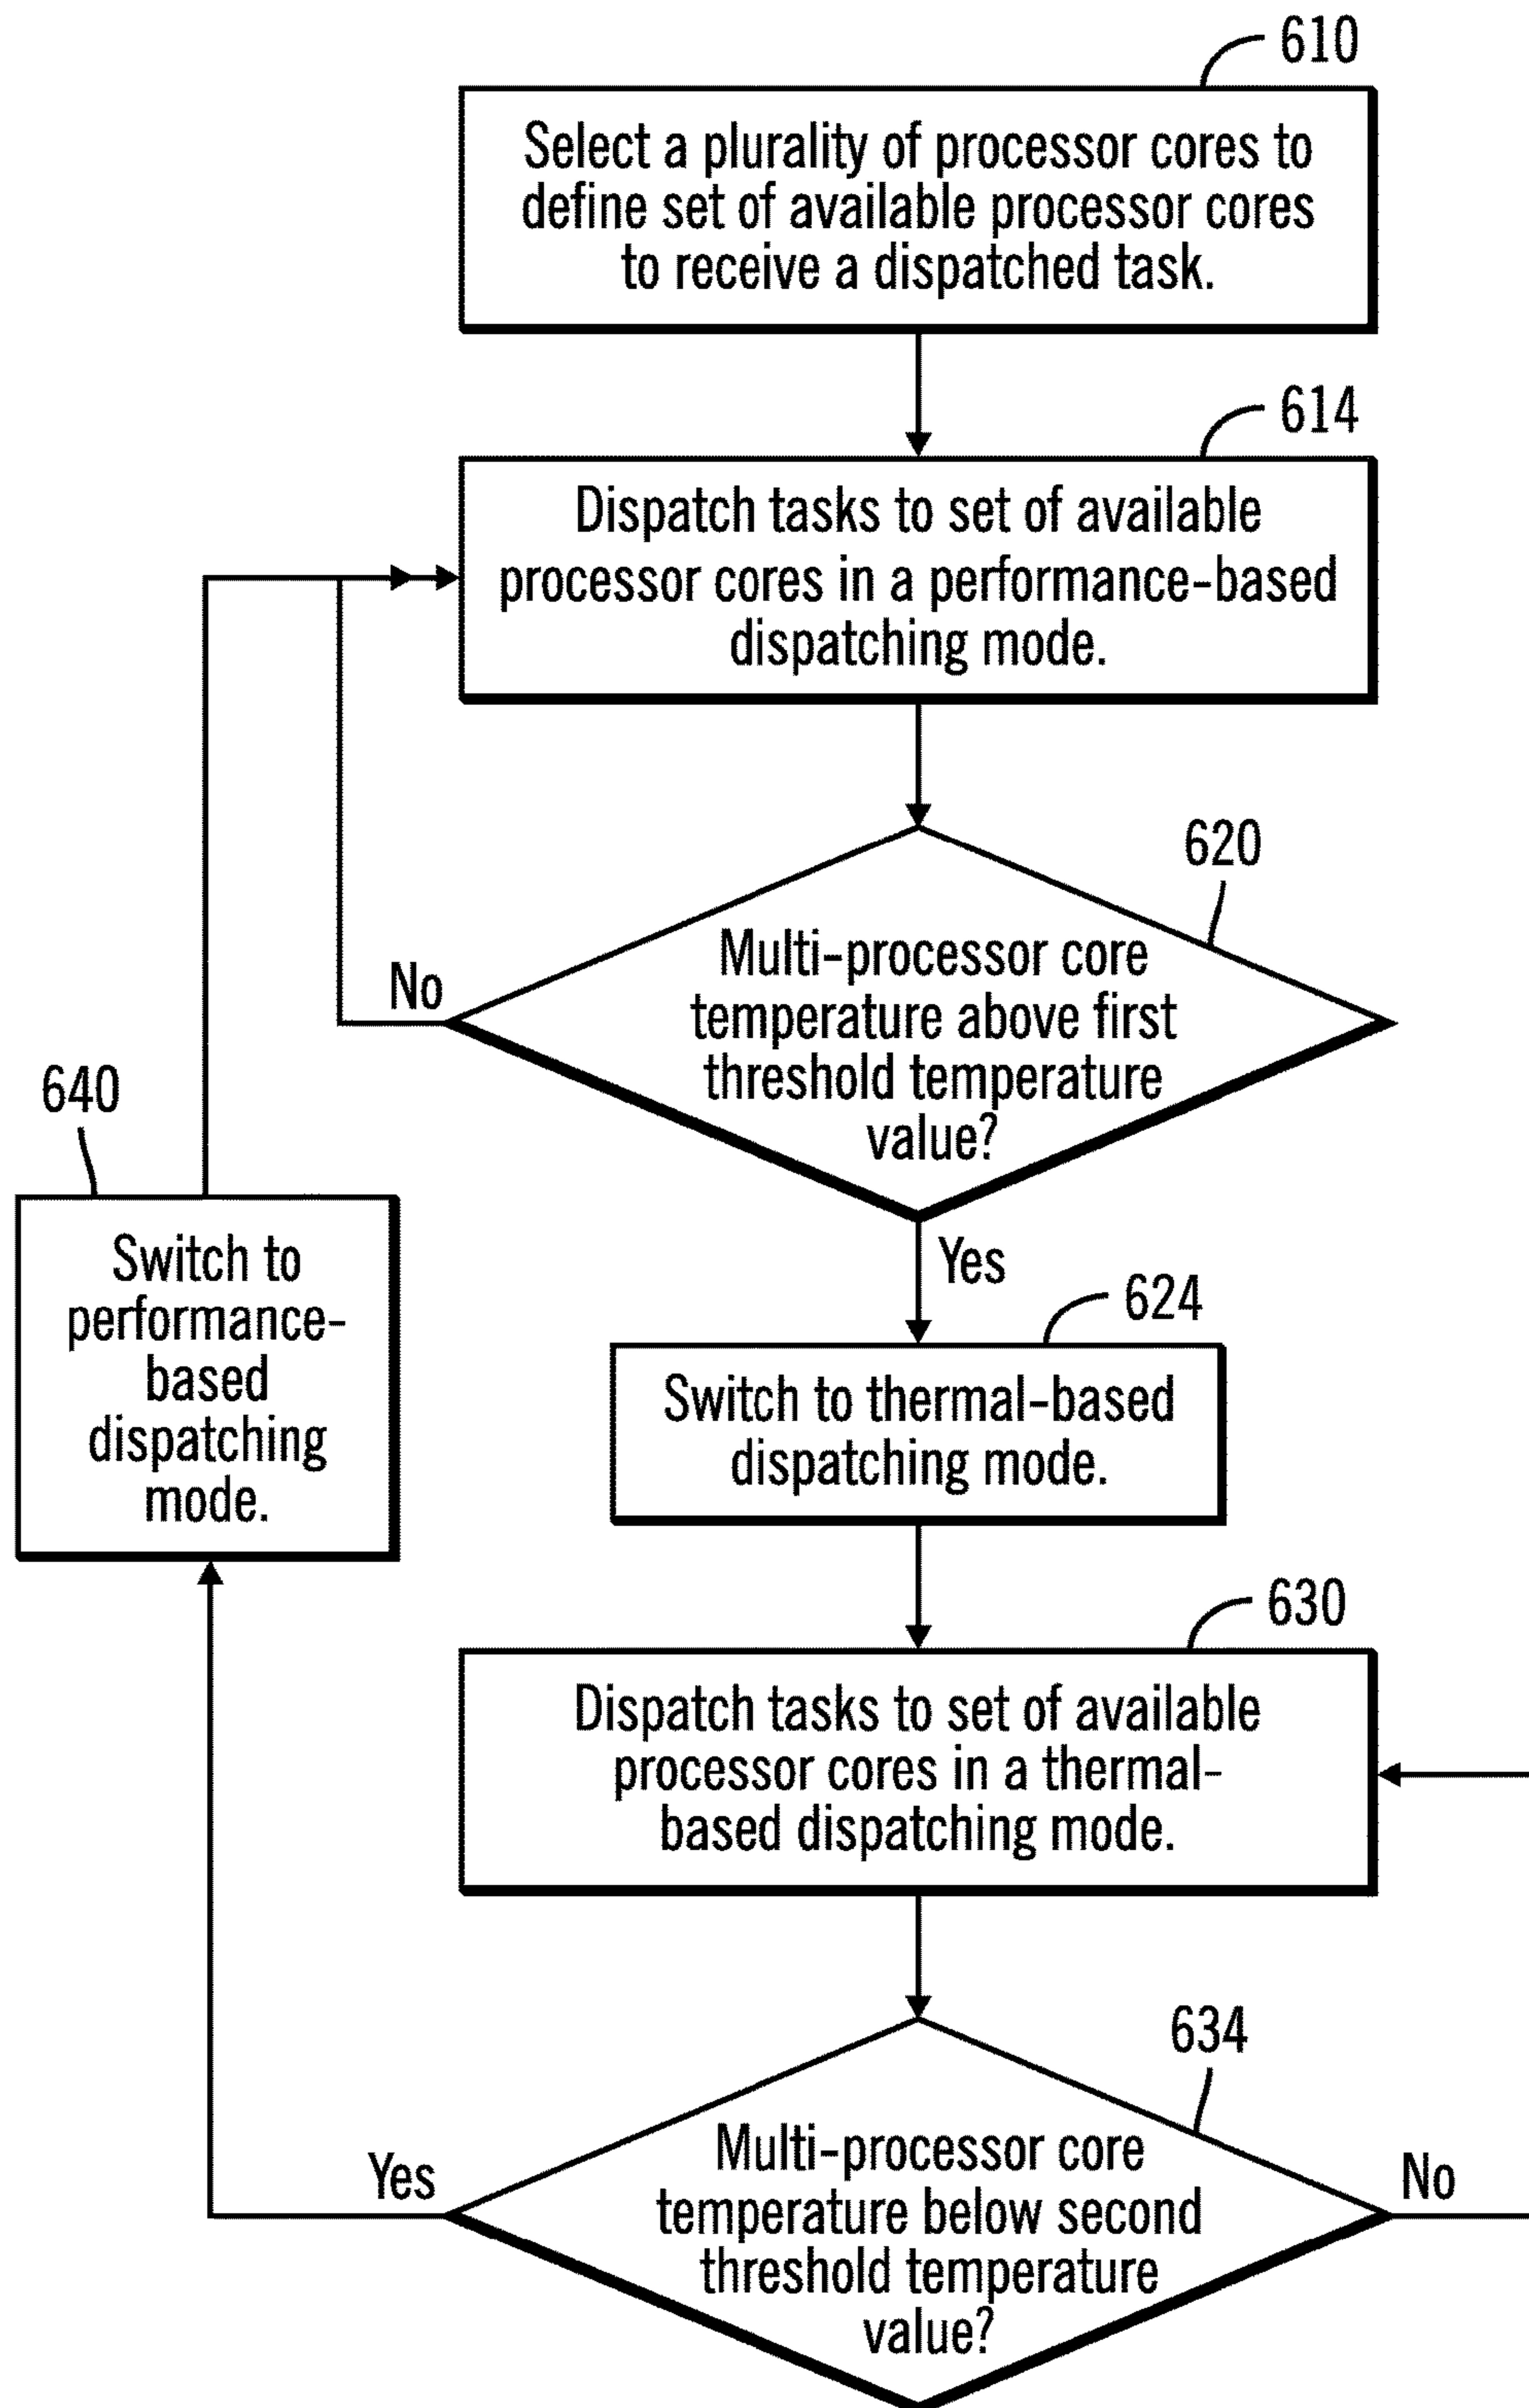 610
Select a plurality of processor cores to
define set of available processor cores
to receive a dispatched task.
614
Dispatch tasks to set of available
processor cores in a performance-based
dispatching mode.
620
Multi-processor core
temperature above first
threshold temperature
value?
No
Yes
640
Switch to
performance-
based
dispatching
mode.
624
Switch to thermal-based
dispatching mode.
630
Dispatch tasks to set of available
processor cores in a thermal-
based dispatching mode.
634
Multi-processor core
temperature below second
threshold temperature
value?
Yes
No